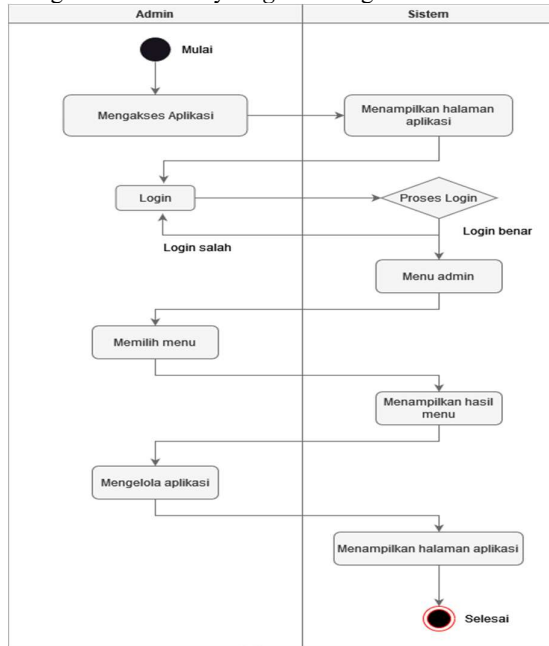 Admin
Sistem
Mulai
Mengakses Aplikasi
Menampilkan halaman
aplikasi
Login
Proses Login
Login benar
Login salah
Menu admin
Memilih menu
Menampilkan hasil
menu
Mengelola aplikasi
Menampilkan halaman aplikasi
Selesai